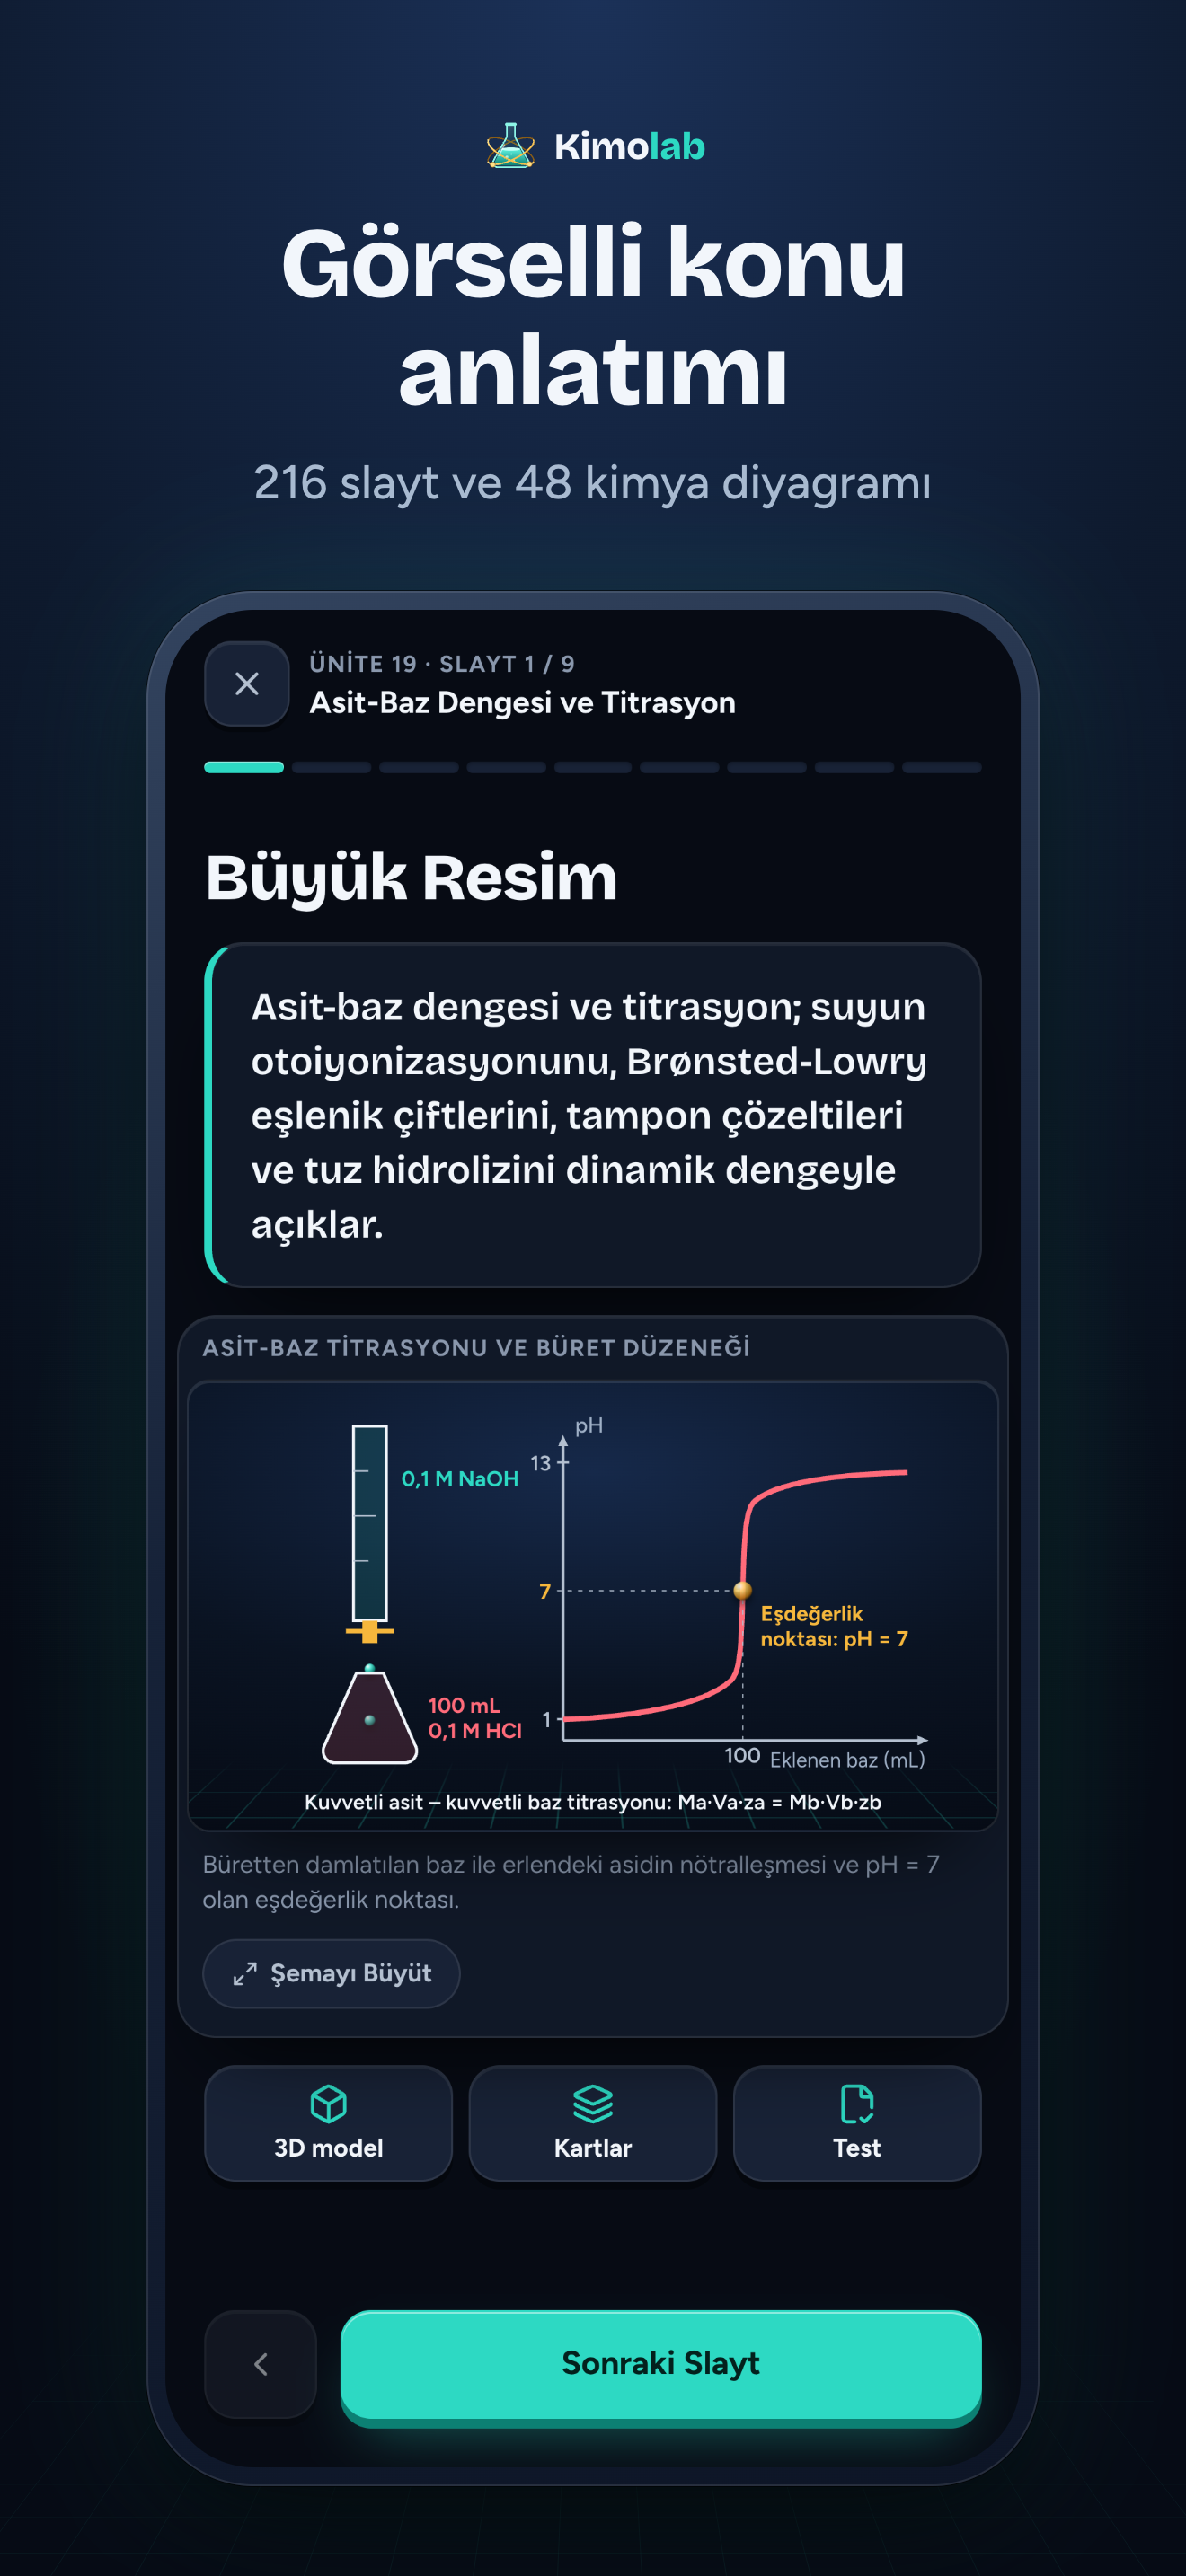 Kimolab
Görselli konu
anlatımı
216 slayt ve 48 kimya diyagramı
ÜNİTE 19 · SLAYT 1 / 9
Asit-Baz Dengesi ve Titrasyon
Büyük Resim
Asit-baz dengesi ve titrasyon; suyun
otoiyonizasyonunu, Brønsted-Lowry
eşlenik çiftlerini, tampon çözeltileri
ve tuz hidrolizini dinamik dengeyle
açıklar.
ASİT-BAZ TİTRASYONU VE BÜRET DÜZENEĞİ
pH
13
0,1 M NaOH
7
Eşdeğerlik
noktası: pH = 7
100 mL
0,1 M HCl
1
100
Eklenen baz (mL)
Kuvvetli asit – kuvvetli baz titrasyonu: Ma·Va·za = Mb·Vb·zb
Büretten damlatılan baz ile erlendeki asidin nötralleşmesi ve pH = 7
olan eşdeğerlik noktası.
Şemayı Büyüt
3D model
Kartlar
Test
Sonraki Slayt